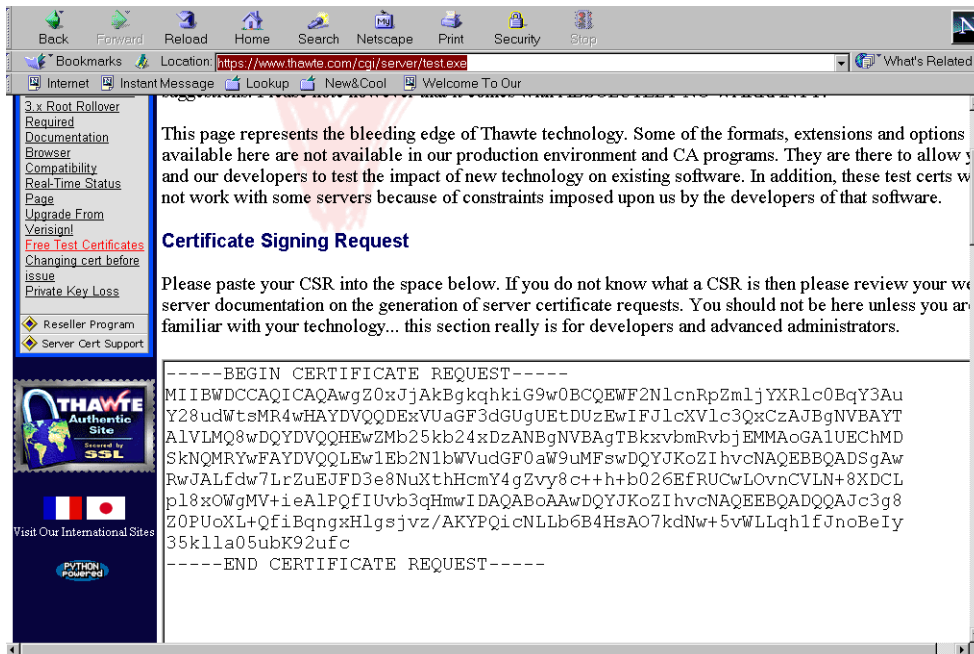 Back Forward Reload Home Search Netscape Print Security Stop
Bookmarks Location: https://www.thawte.com/cgi/server/test.exe What's Related
Internet Instant Message Lookup New&Cool Welcome To Our
3.x Root Rollover
Required
Documentation
Browser
Compatibility
Real-Time Status
Page
Upgrade From
Verisign!
Free Test Certificates
Changing cert before
issue
Private Key Loss
Reseller Program
Server Cert Support
THAWTE
Authentic
Site
Secured by
SSL
Visit Our International Sites
PYTHON
Powered
This page represents the bleeding edge of Thawte technology. Some of the formats, extensions and options
available here are not available in our production environment and CA programs. They are there to allow
and our developers to test the impact of new technology on existing software. In addition, these test certs
not work with some servers because of constraints imposed upon us by the developers of that software.
Certificate Signing Request
Please paste your CSR into the space below. If you do not know what a CSR is then please review your
server documentation on the generation of server certificate requests. You should not be here unless you
familiar with your technology... this section really is for developers and advanced administrators.
-----BEGIN CERTIFICATE REQUEST-----
MIIBWDCCAQICAQAwgZ0xJjAkBgkqhkiG9w0BCQEWF2NlcnRpZmljYXRlc0BqY3Au
Y28udWtsMR4wHAYDVQQDExVUaGF3dGUgUEtDUzEwIFJlcXVlc3QxCzAJBgNVBAYT
AlVLMQ8wDQYDVQQHEwZMb25kb24xDzANBgNVBAgTBkxvbmRvbjEMMAoGA1UEChMD
SkNQMRYwFAYDVQQLEw1Eb2N1bWVudGF0aW9uMFswDQYJKoZIhvcNAQEBBQADSgAw
RwJALfdw7LrZuEJFD3e8NuXthHcmY4gZvy8c++h+b026EfRUCwLOvnCVLN+8XDCL
pl8xOWgMV+ieAlPQfIUvb3qHmwIDAQABoAAwDQYJKoZIhvcNAQEEBQADQQAJc3g8
Z0PUoXL+QfiBqngxHlgsjvz/AKYPQicNLLb6B4HsAO7kdNw+5vWLLqh1fJnoBeIy
35klla05ubK92ufc
-----END CERTIFICATE REQUEST-----